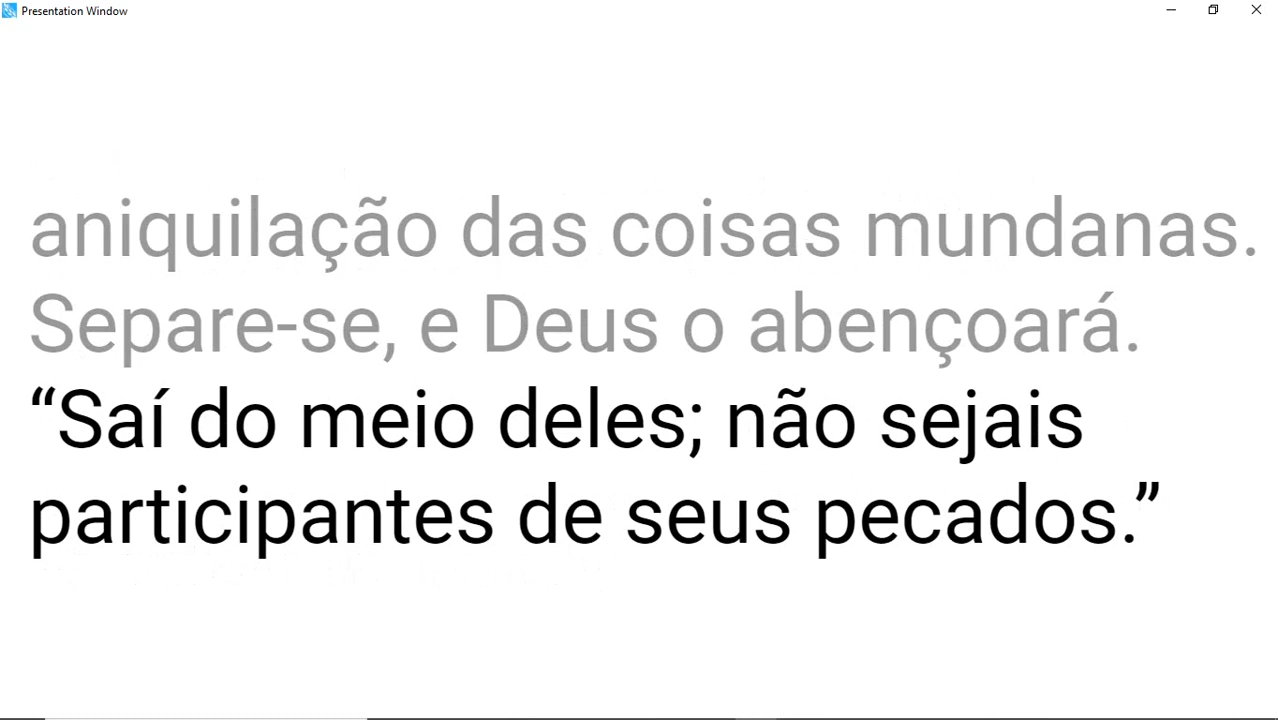 Presentation Window
aniquilação das coisas mundanas.
Separe-se, e Deus o abençoará.
“Saí do meio deles; não sejais
participantes de seus pecados.”